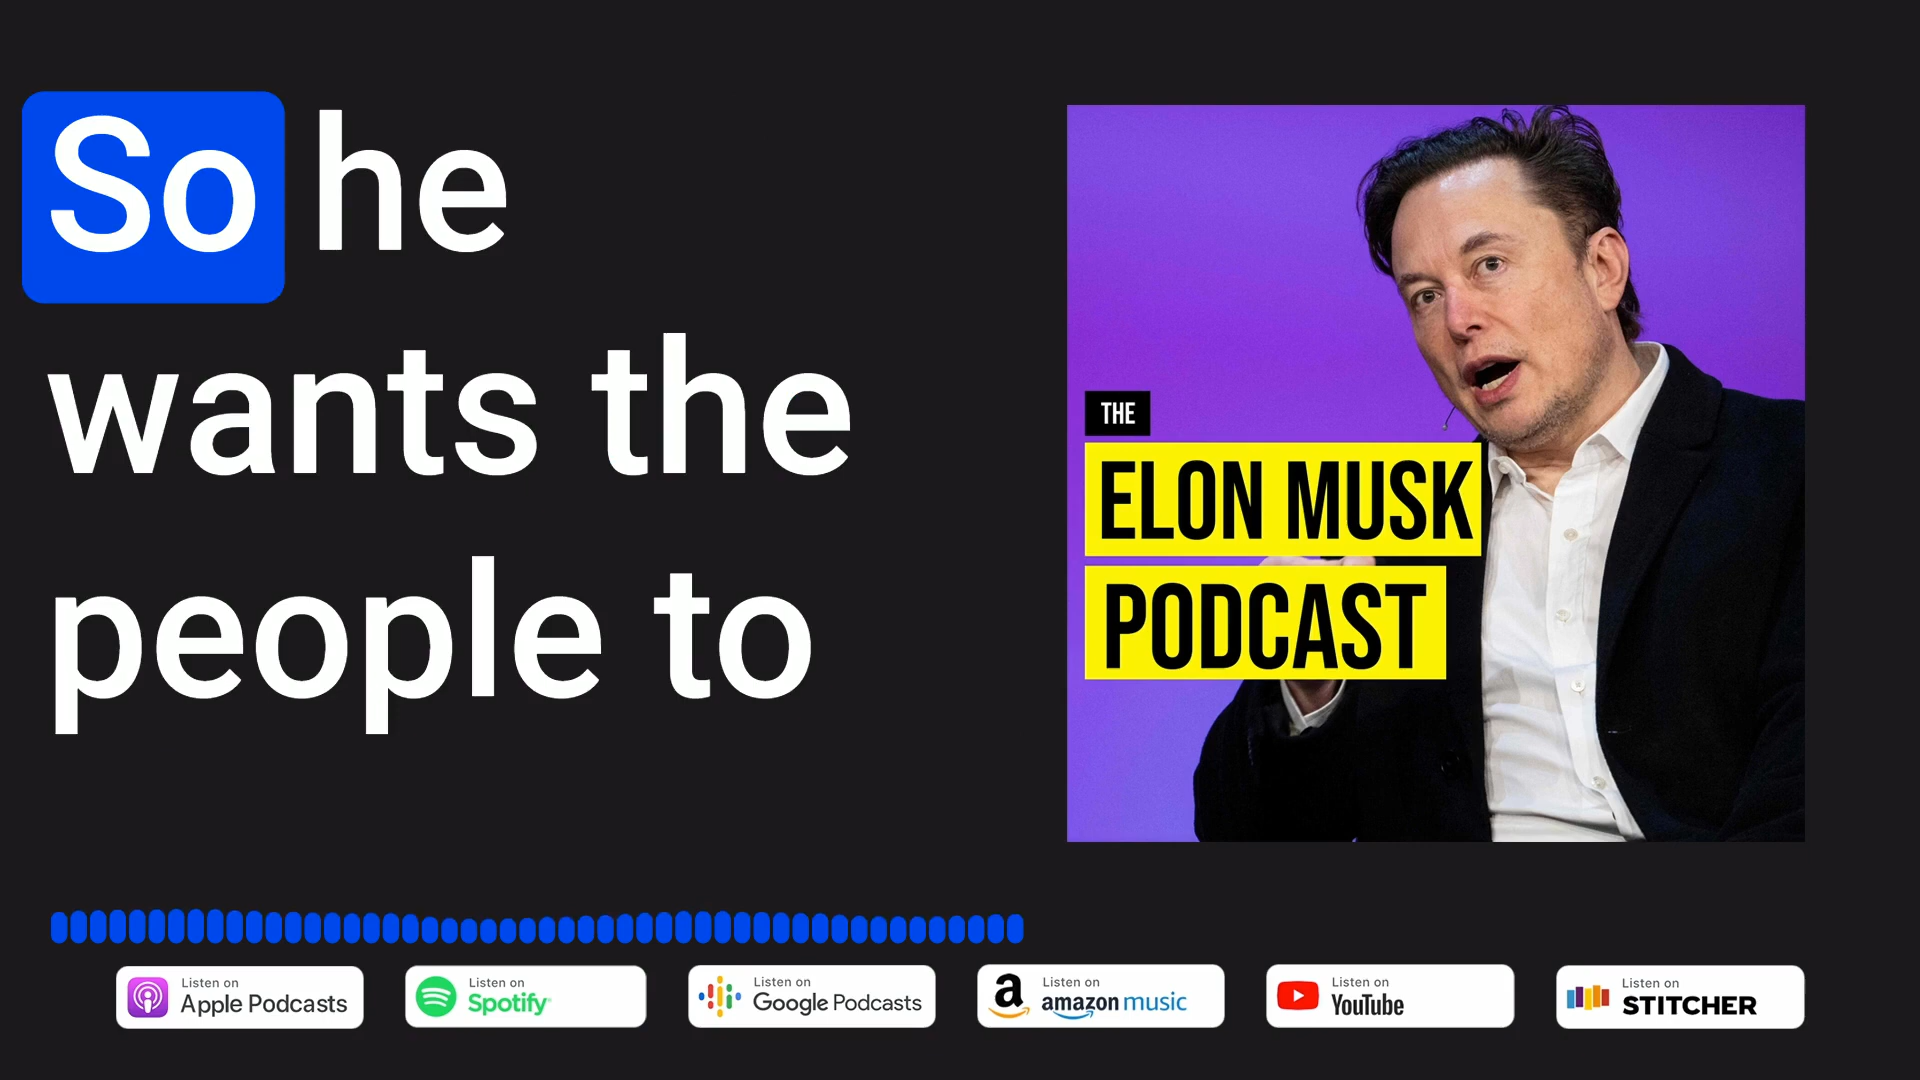 So he
wants the
people to
THE
ELON MUSK
PODCAST
Listen on
Apple Podcasts
Listen on
Spotify
Listen on
Google Podcasts
a
Listen on
amazon music
Listen on
YouTube
Listen on
STITCHER